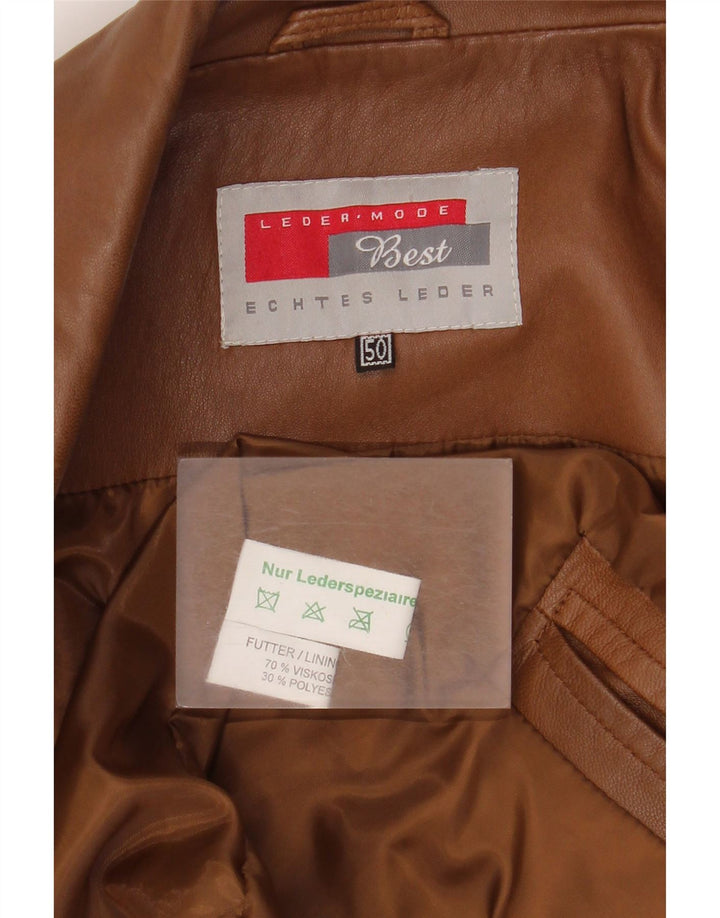 LEDER·MODE
Best
ECHTES LEDER
50
Nur Lederspeziaire
FUTTER / LININ
70 % VISKOS
30 % POLYES